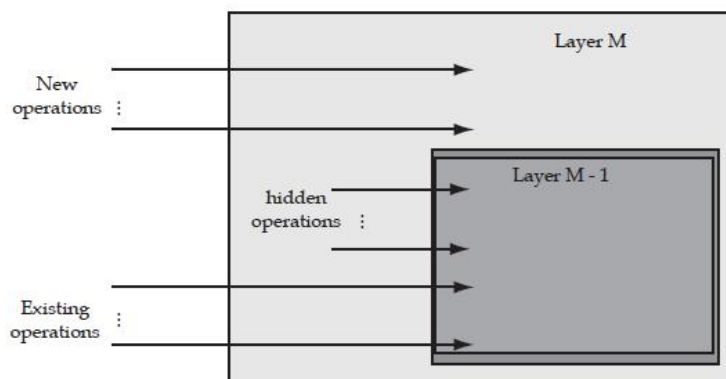 Layer M
New
operations ⋮
Layer M - 1
hidden
operations ⋮
Existing
operations ⋮